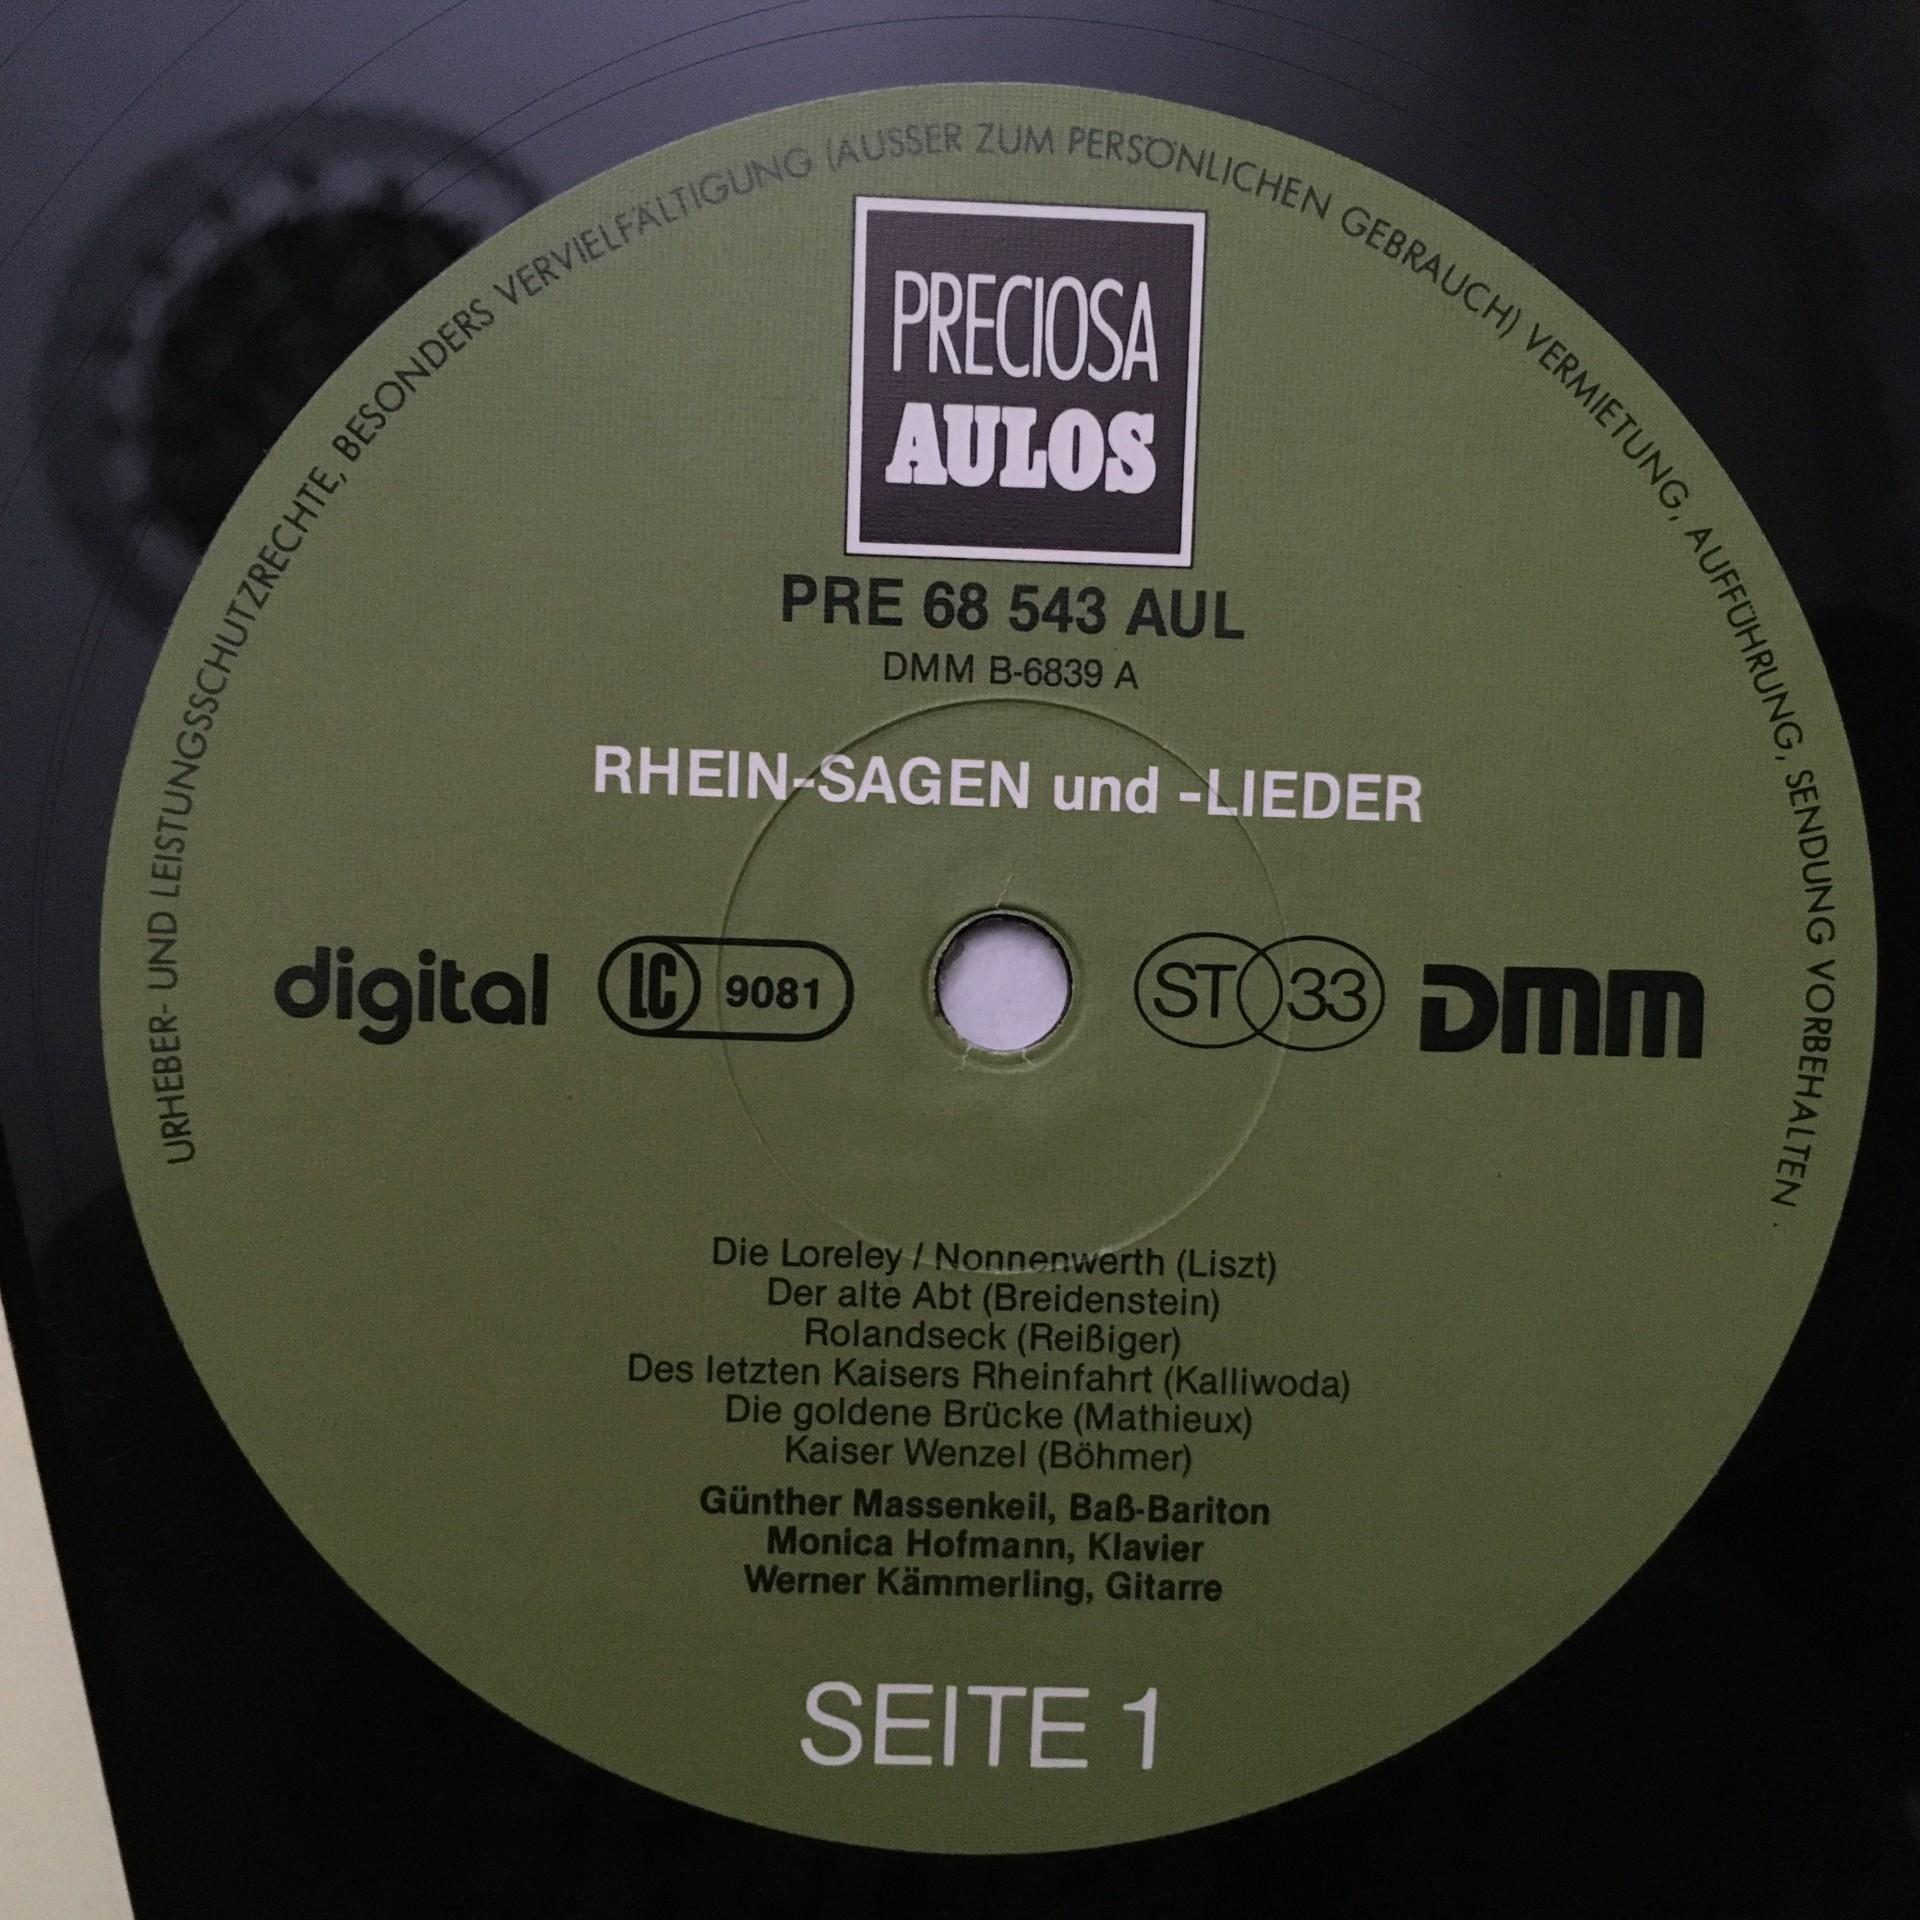 URHEBER- UND LEISTUNGSSCHUTZRECHTE, BESONDERS VERVIELFÄLTIGUNG (AUSSER ZUM PERSÖNLICHEN GEBRAUCH) VERMIETUNG, AUFFÜHRUNG, SENDUNG VORBEHALTEN.
PRECIOSA
AULOS
PRE 68 543 AUL
DMM B-6839 A
RHEIN-SAGEN und -LIEDER
digital LC 9081 ST 33 DMM
Die Loreley / Nonnenwerth (Liszt)
Der alte Abt (Breidenstein)
Rolandseck (Reißiger)
Des letzten Kaisers Rheinfahrt (Kalliwoda)
Die goldene Brücke (Mathieux)
Kaiser Wenzel (Böhmer)
Günther Massenkeil, Baß-Bariton
Monica Hofmann, Klavier
Werner Kämmerling, Gitarre
SEITE 1